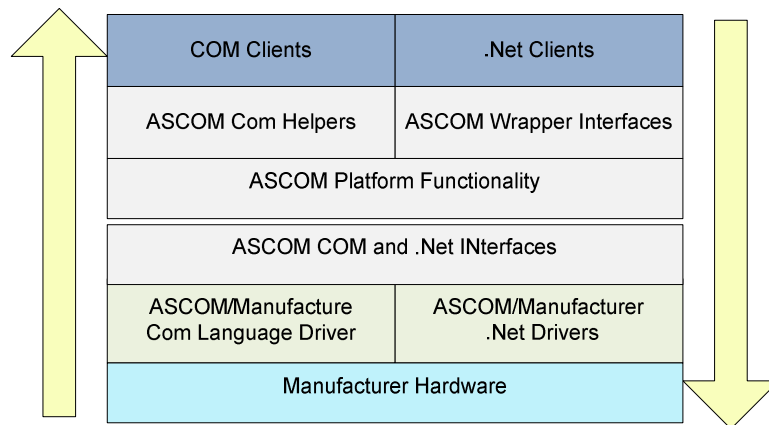 COM Clients
.Net Clients
ASCOM Com Helpers
ASCOM Wrapper Interfaces
ASCOM Platform Functionality
ASCOM COM and .Net INterfaces
ASCOM/Manufacture
Com Language Driver
ASCOM/Manufacturer
.Net Drivers
Manufacturer Hardware